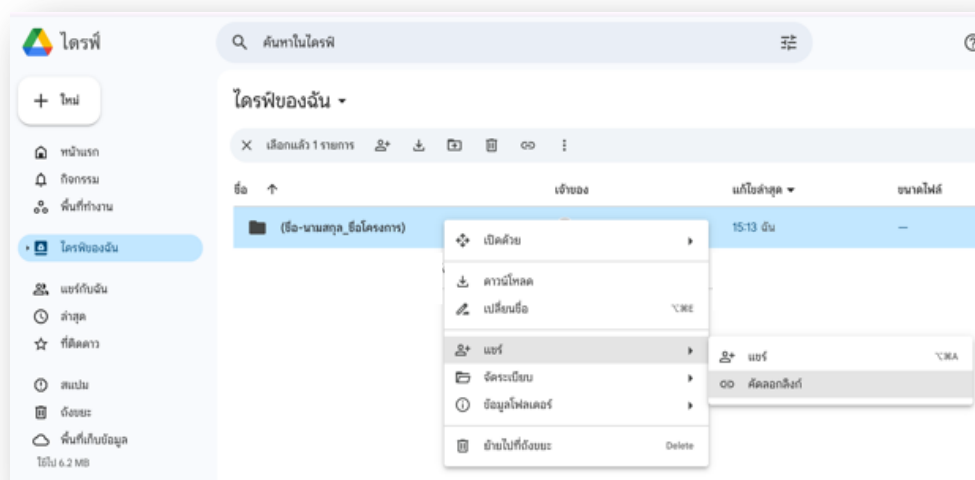 ไดรฟ์
ค้นหาในไดรฟ์
ใหม่
ไดรฟ์ของฉัน
เลือกแล้ว 1 รายการ
หน้าแรก
กิจกรรม
พื้นที่ทำงาน
ไดรฟ์ของฉัน
แชร์กับฉัน
ล่าสุด
ที่ติดดาว
สแปม
ถังขยะ
พื้นที่เก็บข้อมูล
ใช้ไป 6.2 MB
ชื่อ เจ้าของ แก้ไขล่าสุด ขนาดไฟล์
(ชื่อ-นามสกุล_ชื่อโครงการ) 15:13 ฉัน —
เปิดด้วย
ดาวน์โหลด
เปลี่ยนชื่อ ⌥⌘E
แชร์
จัดระเบียบ
ข้อมูลโฟลเดอร์
ย้ายไปที่ถังขยะ Delete
แชร์ ⌥⌘A
คัดลอกลิงก์